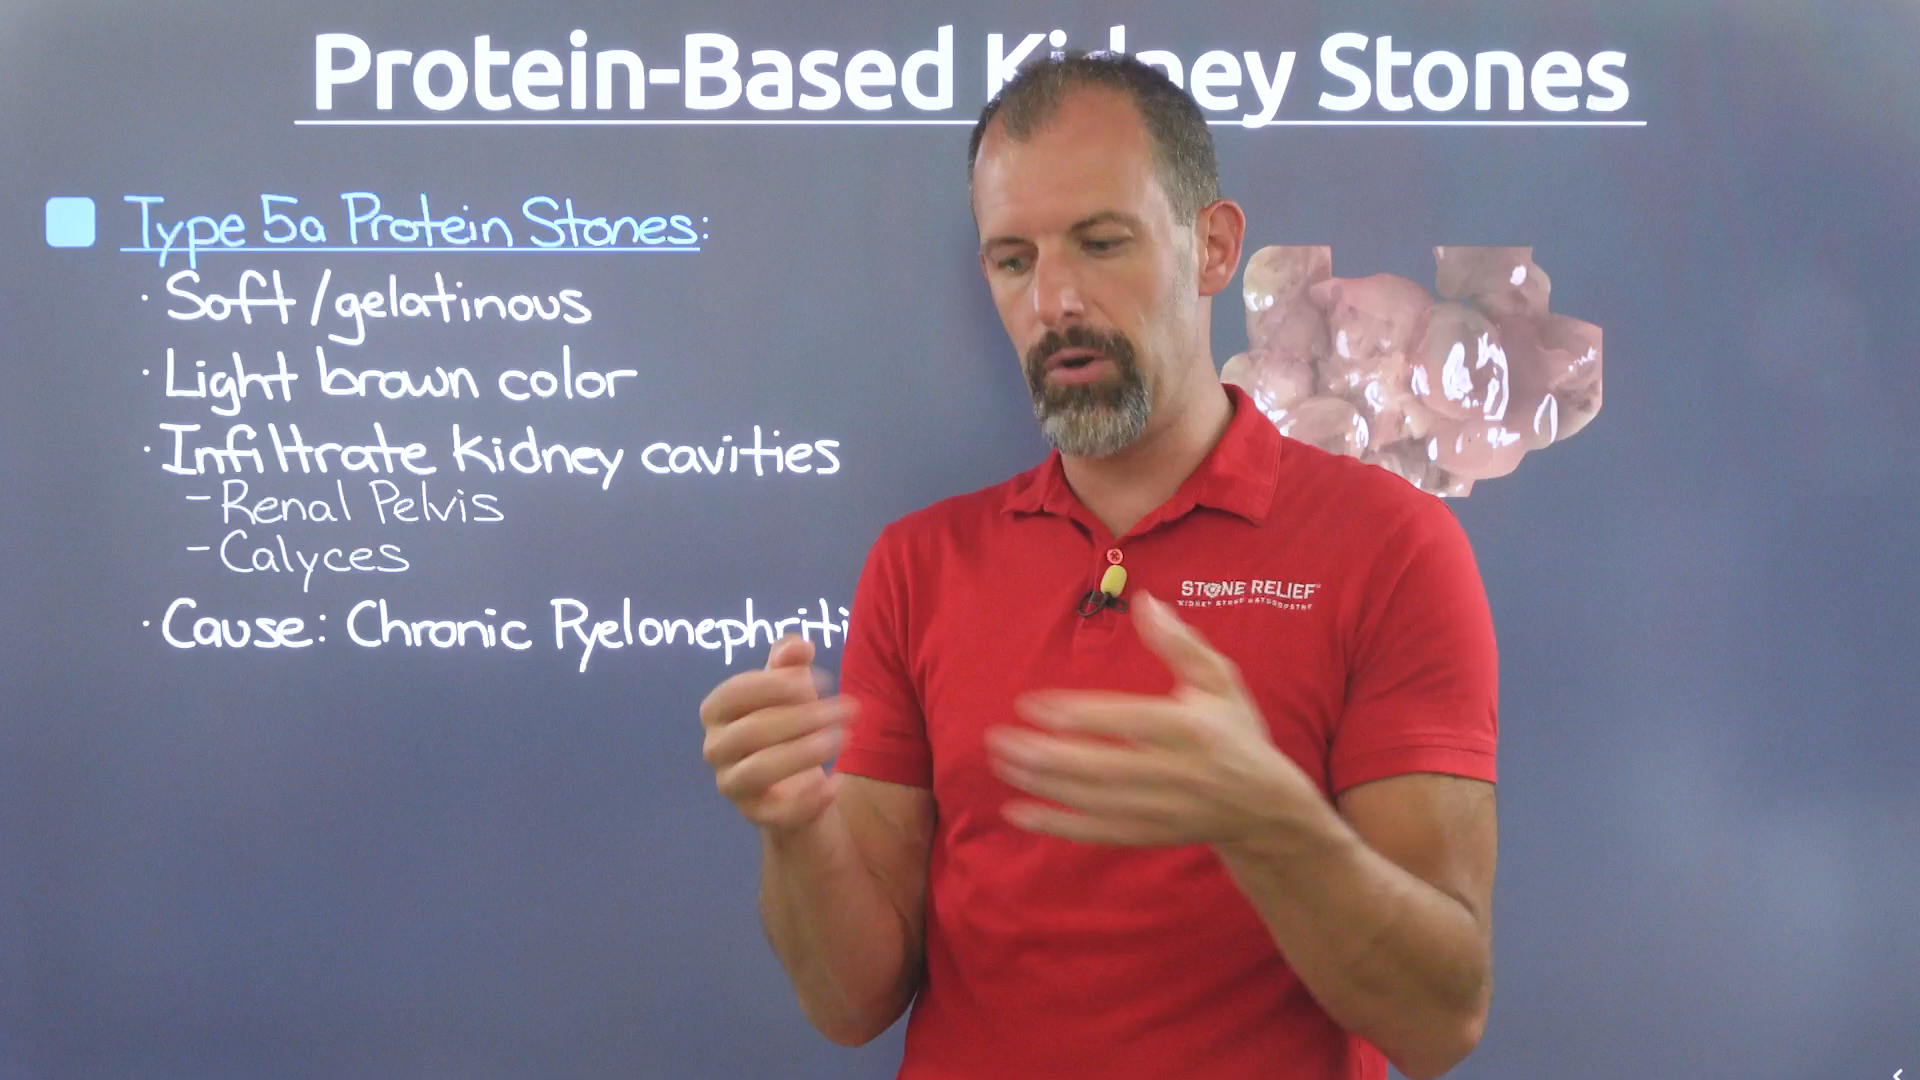 Protein-Based Kidney Stones
Type 5a Protein Stones:
· Soft/gelatinous
· Light brown color
· Infiltrate kidney cavities
- Renal Pelvis
- Calyces
· Cause: Chronic Pyelonephriti
STONE RELIEF®